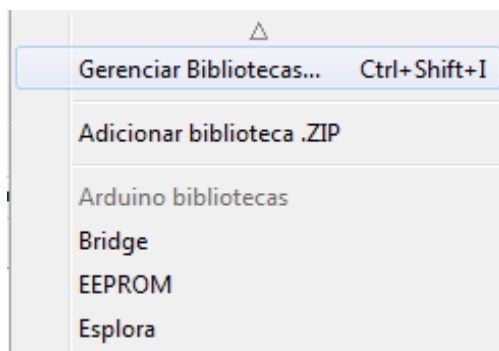 Gerenciar Bibliotecas... Ctrl+Shift+I
Adicionar biblioteca .ZIP
Arduino bibliotecas
Bridge
EEPROM
Esplora